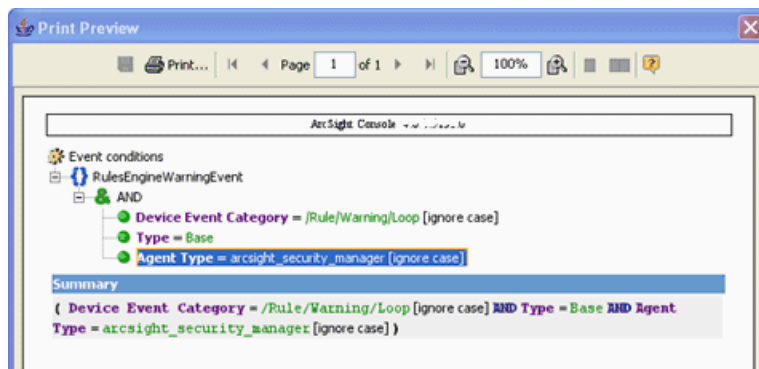 Print Preview
Print... Page 1 of 1 100%
ArcSight Console
Event conditions
RulesEngineWarningEvent
& AND
Device Event Category = /Rule/Warning/Loop [ignore case]
Type = Base
Agent Type = arcsight_security_manager [ignore case]
Summary
( Device Event Category = /Rule/Warning/Loop [ignore case] AND Type = Base AND Agent
Type = arcsight_security_manager [ignore case] )